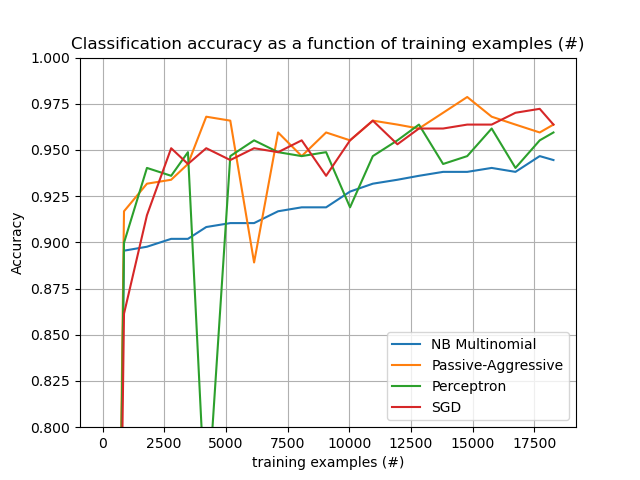 Classification accuracy as a function of training examples (#)
1.000
0.975
0.950
0.925
0.900
0.875
0.850
0.825
0.800
Accuracy
NB Multinomial
Passive-Aggressive
Perceptron
SGD
0 2500 5000 7500 10000 12500 15000 17500
training examples (#)